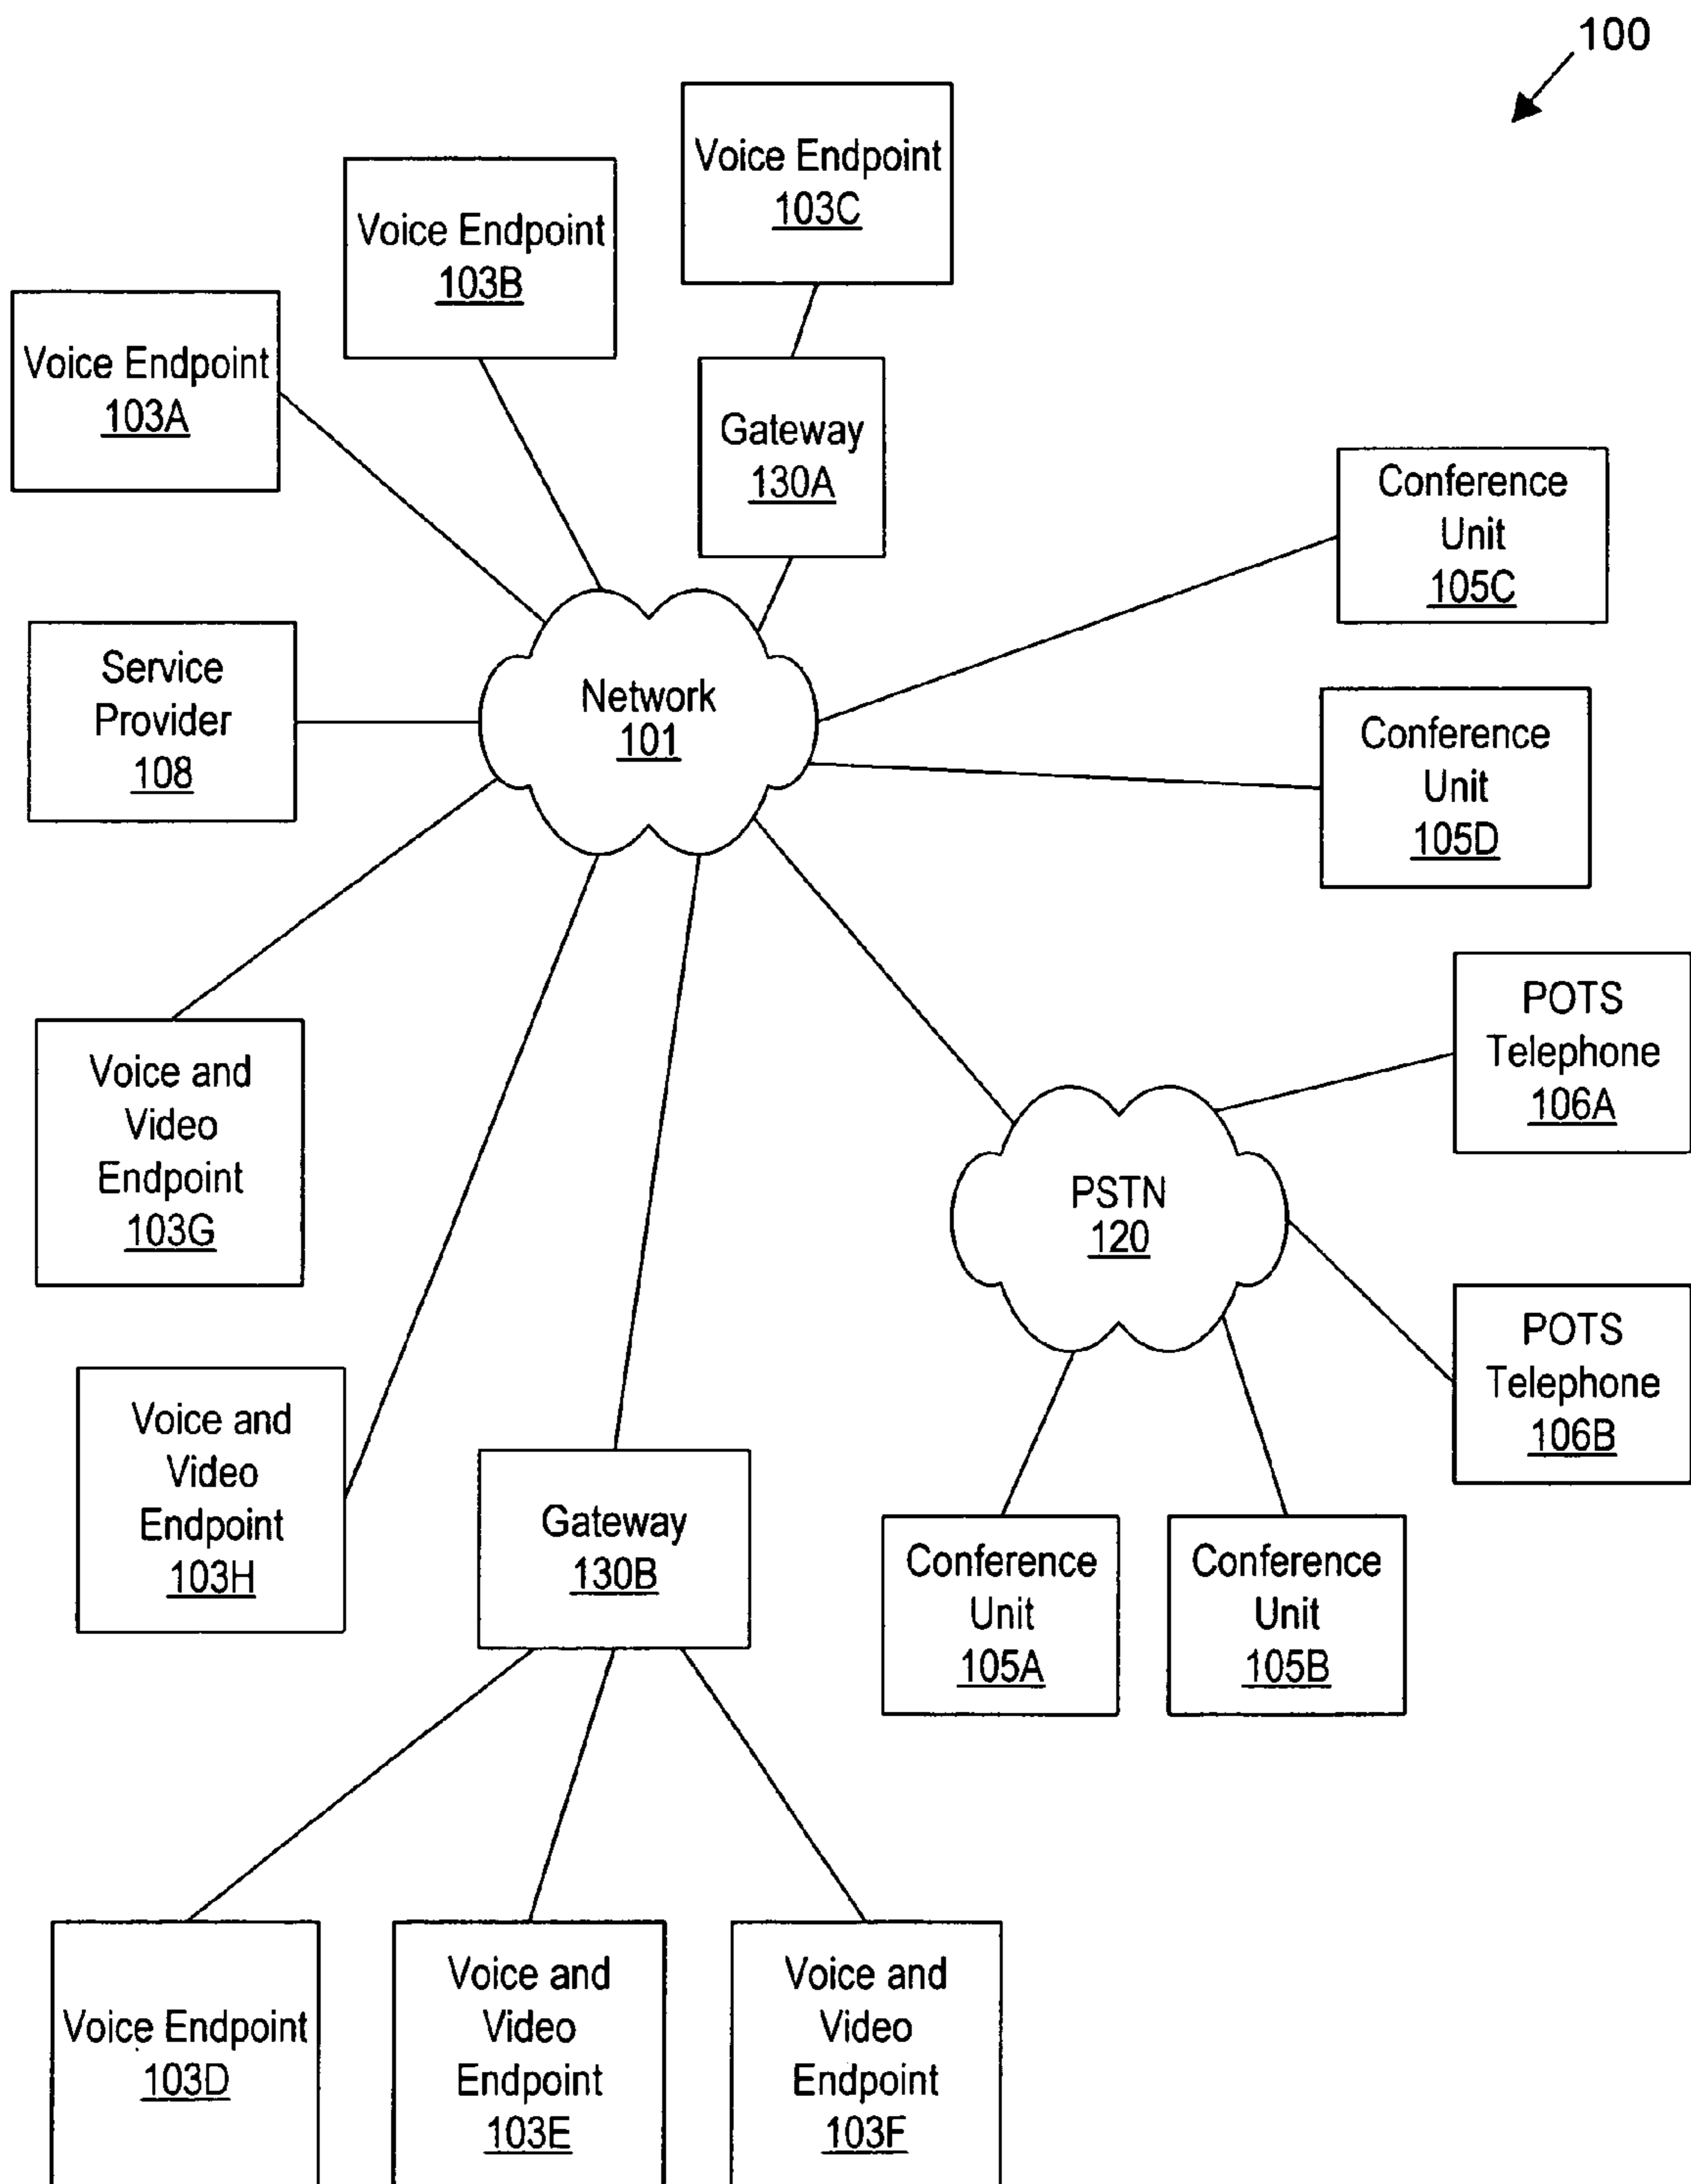 100
Voice Endpoint
103C
Voice Endpoint
103B
Voice Endpoint
103A
Gateway
130A
Conference
Unit
105C
Service
Provider
108
Network
101
Conference
Unit
105D
POTS
Telephone
106A
Voice and
Video
Endpoint
103G
PSTN
120
POTS
Telephone
106B
Voice and
Video
Endpoint
103H
Gateway
130B
Conference
Unit
105A
Conference
Unit
105B
Voice Endpoint
103D
Voice and
Video
Endpoint
103E
Voice and
Video
Endpoint
103F